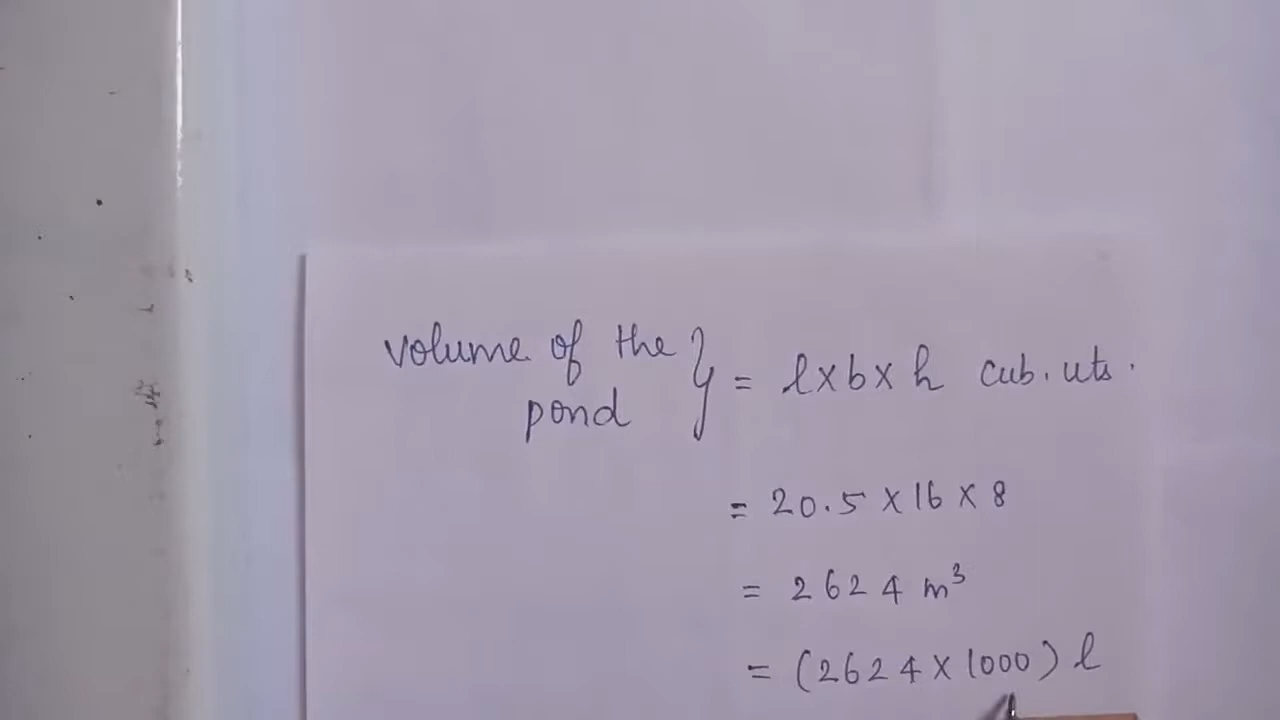 volume of the } = l x b x h cub. uts.
pond
= 20.5 x 16 x 8
= 2624 m³
= (2624 x 1000) l